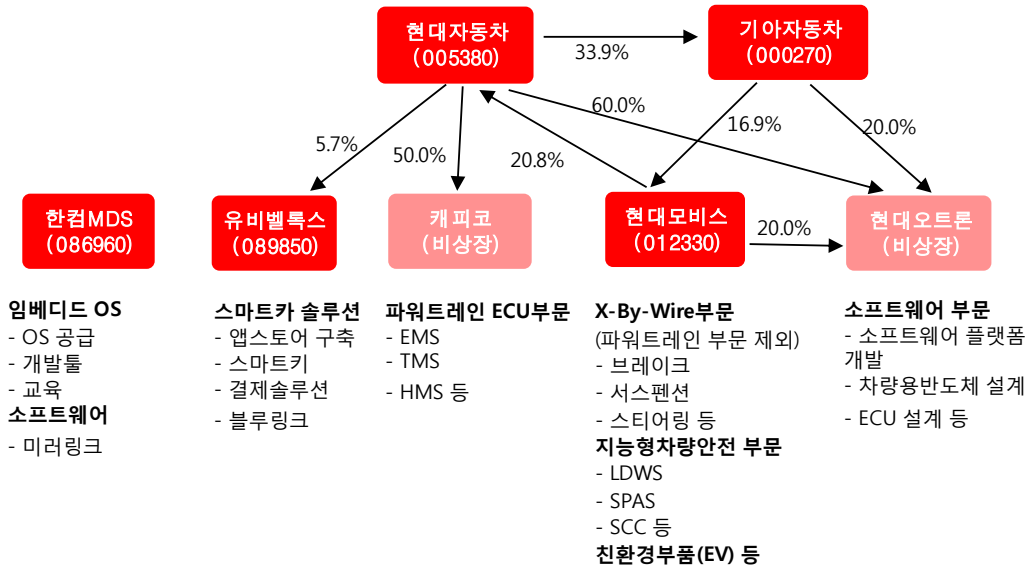 현대자동차
(005380)
기아자동차
(000270)
33.9%
5.7%
50.0%
20.8%
60.0%
16.9%
20.0%
한컴MDS
(086960)
유비벨록스
(089850)
캐피코
(비상장)
현대모비스
(012330)
20.0%
현대오트론
(비상장)
임베디드 OS
- OS 공급
- 개발툴
- 교육
소프트웨어
- 미러링크
스마트카 솔루션
- 앱스토어 구축
- 스마트키
- 결제솔루션
- 블루링크
파워트레인 ECU부문
- EMS
- TMS
- HMS 등
X-By-Wire부문
(파워트레인 부문 제외)
- 브레이크
- 서스펜션
- 스티어링 등
지능형차량안전 부문
- LDWS
- SPAS
- SCC 등
친환경부품(EV) 등
소프트웨어 부문
- 소프트웨어 플랫폼
개발
- 차량용반도체 설계
- ECU 설계 등